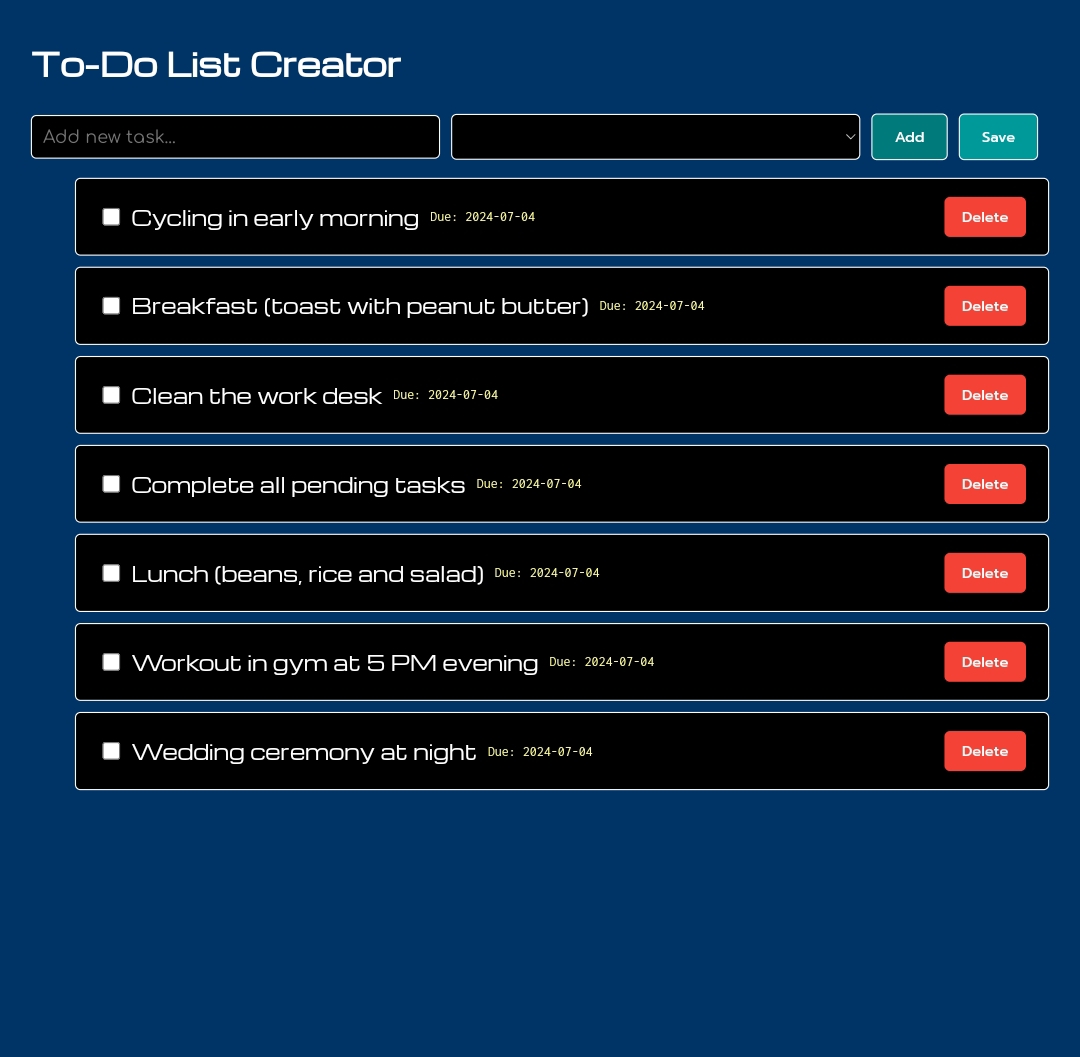 To-Do List Creator
Add new task...
Add
Save
Cycling in early morning Due: 2024-07-04 Delete
Breakfast (toast with peanut butter) Due: 2024-07-04 Delete
Clean the work desk Due: 2024-07-04 Delete
Complete all pending tasks Due: 2024-07-04 Delete
Lunch (beans, rice and salad) Due: 2024-07-04 Delete
Workout in gym at 5 PM evening Due: 2024-07-04 Delete
Wedding ceremony at night Due: 2024-07-04 Delete